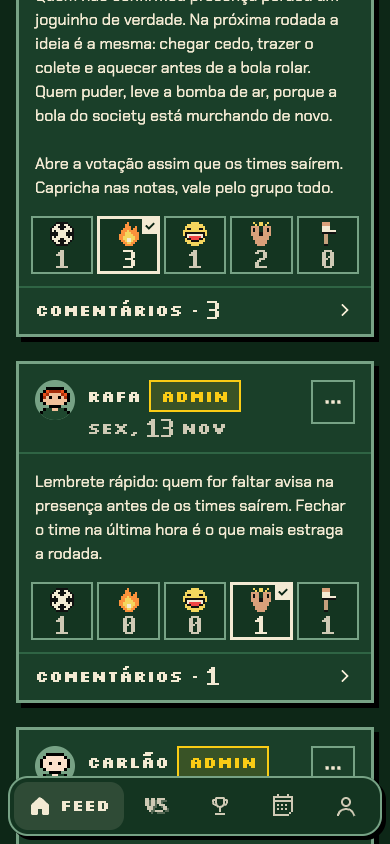 joguinho de verdade. Na próxima rodada a
ideia é a mesma: chegar cedo, trazer o
colete e aquecer antes de a bola rolar.
Quem puder, leve a bomba de ar, porque a
bola do society está murchando de novo.
Abre a votação assim que os times saírem.
Capricha nas notas, vale pelo grupo todo.
1 3 1 2 0
COMENTÁRIOS · 3
RAFA ADMIN
SEX, 13 NOV
Lembrete rápido: quem for faltar avisa na
presença antes de os times saírem. Fechar
o time na última hora é o que mais estraga
a rodada.
1 0 0 1 1
COMENTÁRIOS · 1
CARLÃO ADMIN
FEED VS